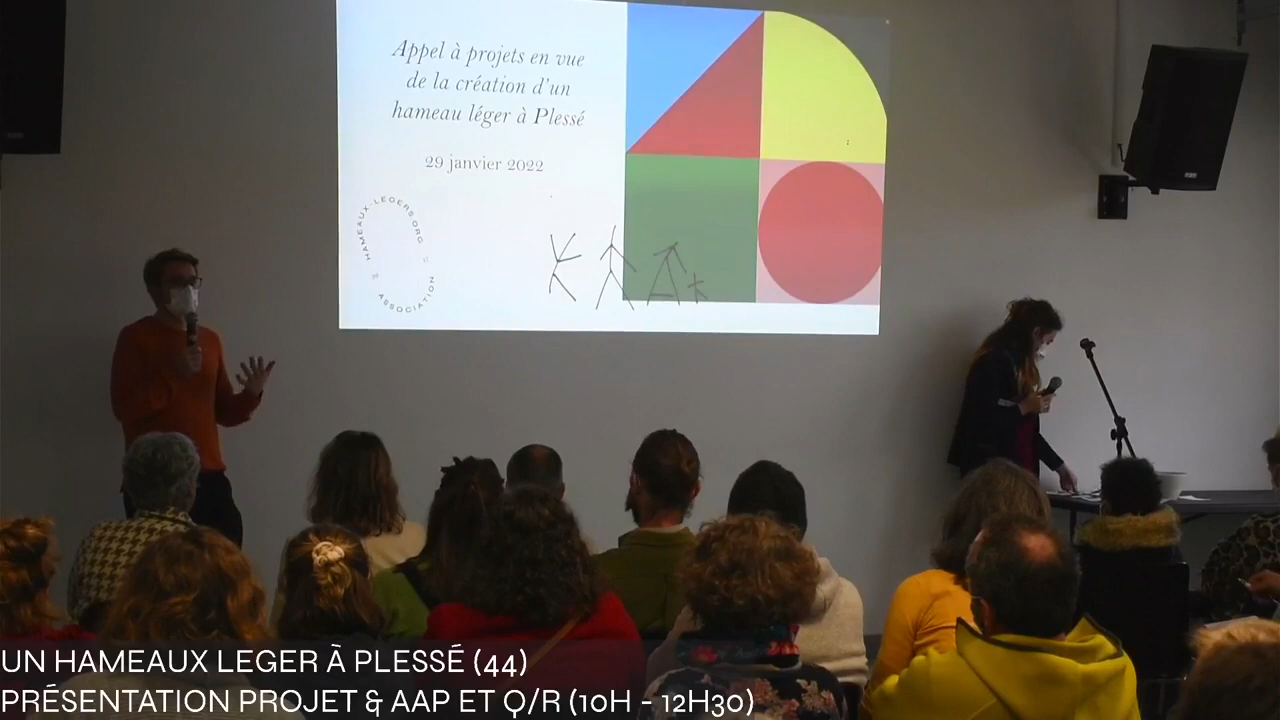 Appel à projets en vue
de la création d'un
hameau léger à Plessé
29 janvier 2022
HAMEAUX-LEGERS.ORG
ASSOCIATION
UN HAMEAUX LEGER À PLESSÉ (44)
PRÉSENTATION PROJET & AAP ET Q/R (10H - 12H30)